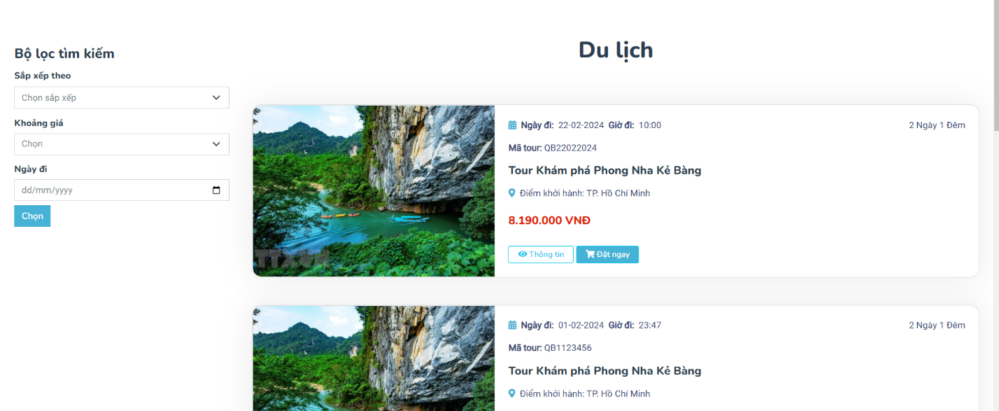 Du lịch
Bộ lọc tìm kiếm
Sắp xếp theo
Chọn sắp xếp
Khoảng giá
Chọn
Ngày đi
dd/mm/yyyy
Chọn
Ngày đi: 22-02-2024 Giờ đi: 10:00
2 Ngày 1 Đêm
Mã tour: QB22022024
Tour Khám phá Phong Nha Kẻ Bàng
Điểm khởi hành: TP. Hồ Chí Minh
8.190.000 VNĐ
Thông tin
Đặt ngay
TTXVN
Ngày đi: 01-02-2024 Giờ đi: 23:47
2 Ngày 1 Đêm
Mã tour: QB1123456
Tour Khám phá Phong Nha Kẻ Bàng
Điểm khởi hành: TP. Hồ Chí Minh